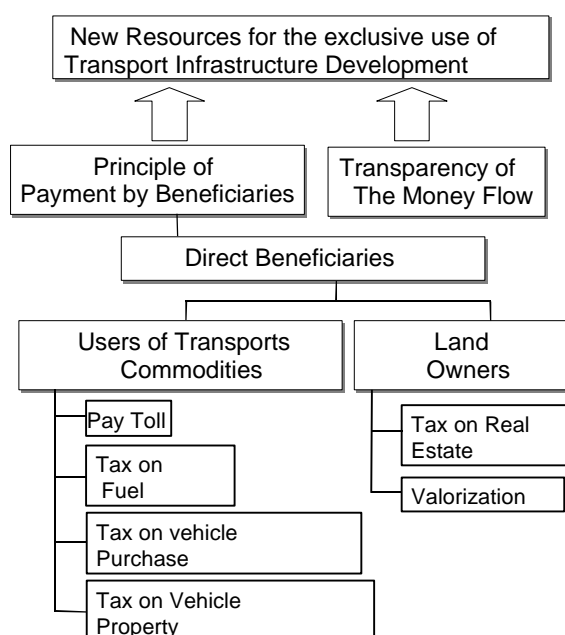 New Resources for the exclusive use of
Transport Infrastructure Development
Principle of
Payment by Beneficiaries
Transparency of
The Money Flow
Direct Beneficiaries
Users of Transports
Commodities
Land
Owners
Pay Toll
Tax on
Fuel
Tax on vehicle
Purchase
Tax on Vehicle
Property
Tax on Real
Estate
Valorization